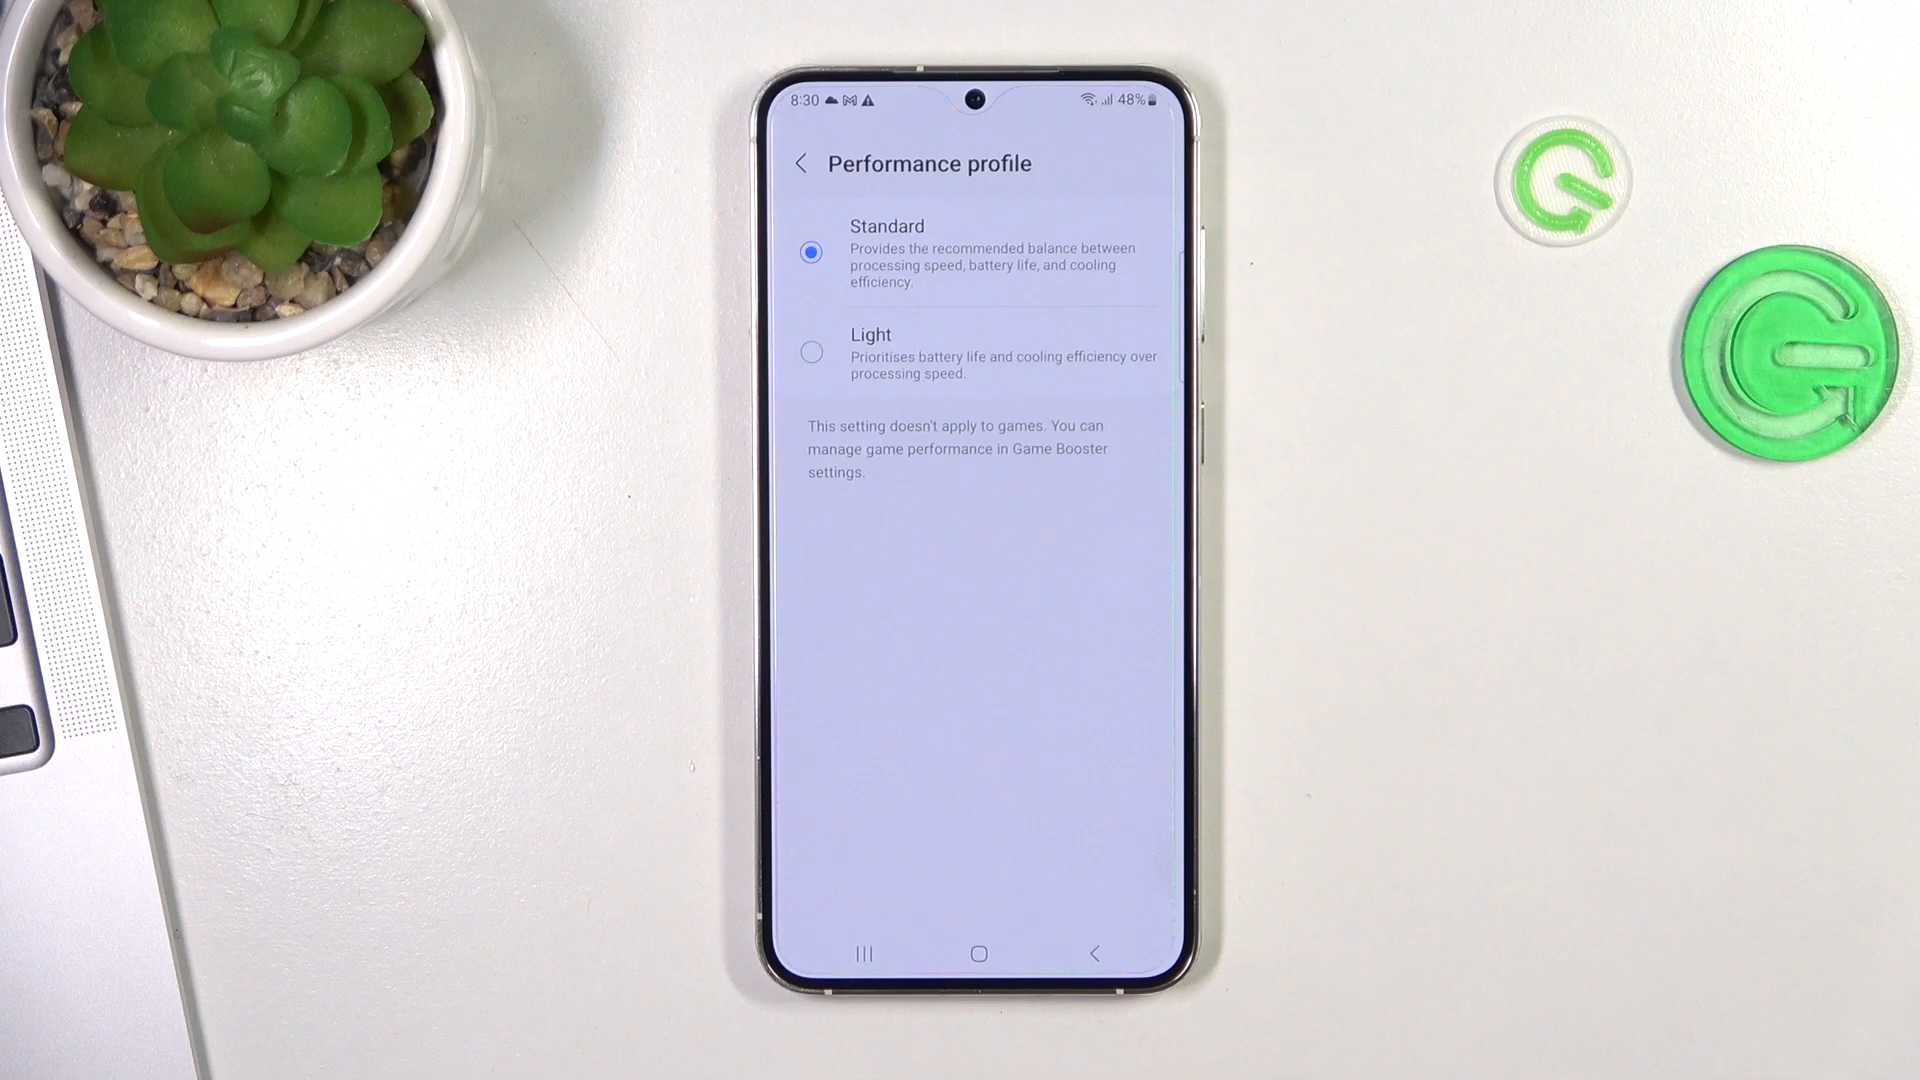 8:30 48%
Performance profile
Standard
Provides the recommended balance between
processing speed, battery life, and cooling
efficiency.
Light
Prioritises battery life and cooling efficiency over
processing speed.
This setting doesn't apply to games. You can
manage game performance in Game Booster
settings.